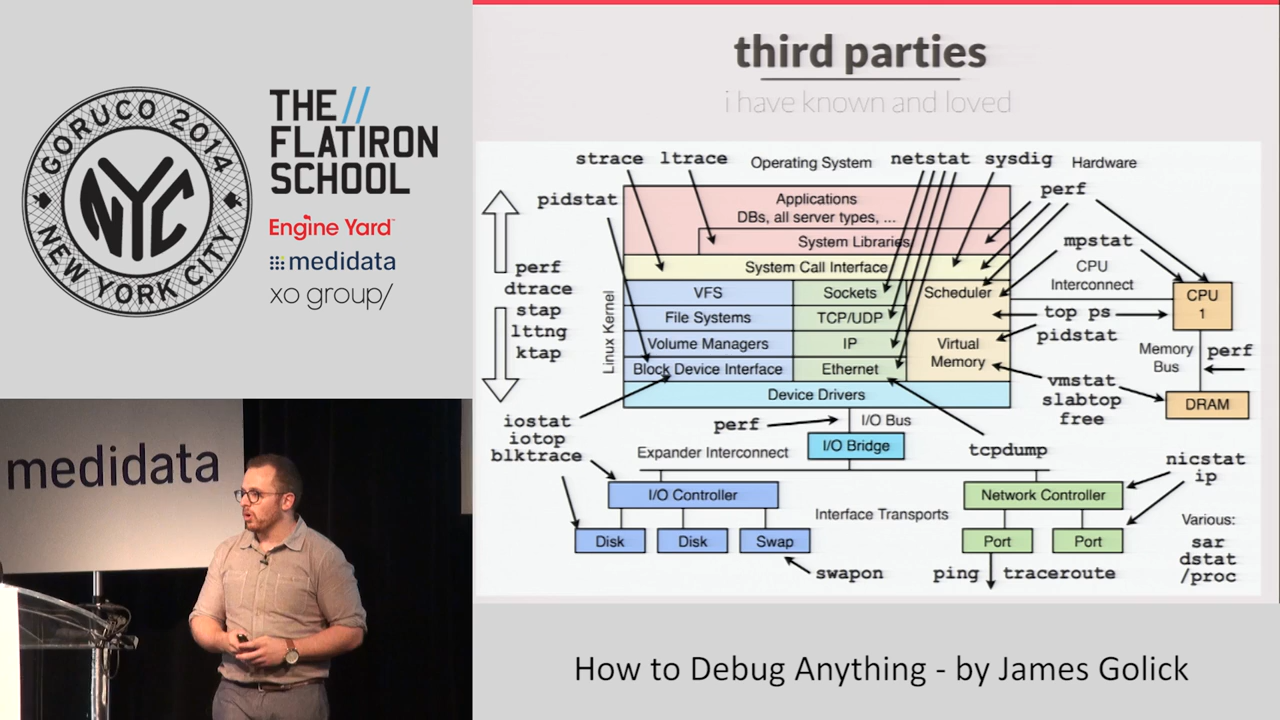 GORUCO 2014
NYC
NEW YORK CITY
THE //
FLATIRON
SCHOOL
Engine Yard™
medidata
xo group/
medidata
third parties
i have known and loved
strace ltrace Operating System netstat sysdig Hardware
pidstat
Applications
DBs, all server types, ...
perf
System Libraries
mpstat
System Call Interface
CPU
Interconnect
perf
dtrace
stap
lttng
ktap
Linux Kernel
VFS
Sockets
Scheduler
CPU
1
File Systems
TCP/UDP
top ps
pidstat
Volume Managers
IP
Virtual
Memory
Memory
Bus
perf
Block Device Interface
Ethernet
vmstat
slabtop
free
DRAM
Device Drivers
iostat
iotop
blktrace
perf
I/O Bus
I/O Bridge
Expander Interconnect
tcpdump
nicstat
ip
I/O Controller
Network Controller
Interface Transports
Disk
Disk
Swap
Port
Port
Various:
sar
dstat
/proc
swapon
ping
traceroute
How to Debug Anything - by James Golick